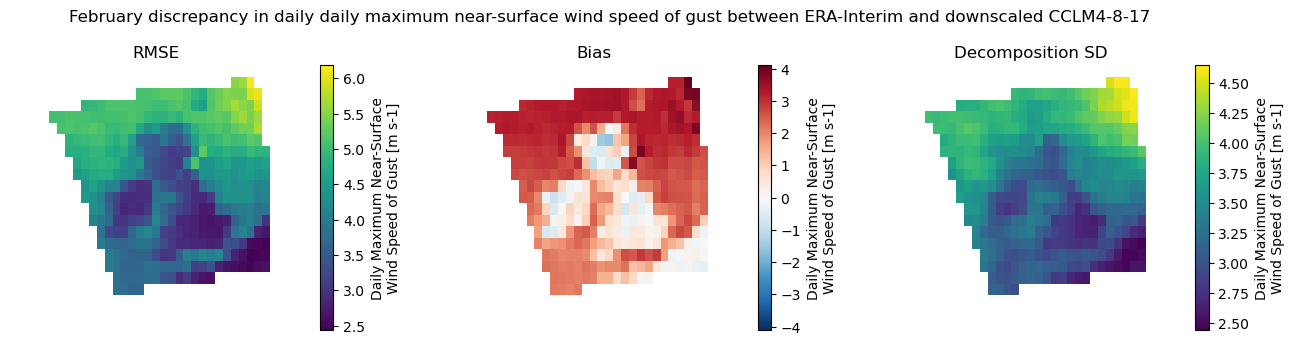 February discrepancy in daily daily maximum near-surface wind speed of gust between ERA-Interim and downscaled CCLM4-8-17
RMSE
6.0
5.5
5.0
4.5
4.0
3.5
3.0
2.5
Daily Maximum Near-Surface
Wind Speed of Gust [m s-1]
Bias
4
3
2
1
0
−1
−2
−3
−4
Daily Maximum Near-Surface
Wind Speed of Gust [m s-1]
Decomposition SD
4.50
4.25
4.00
3.75
3.50
3.25
3.00
2.75
2.50
Daily Maximum Near-Surface
Wind Speed of Gust [m s-1]